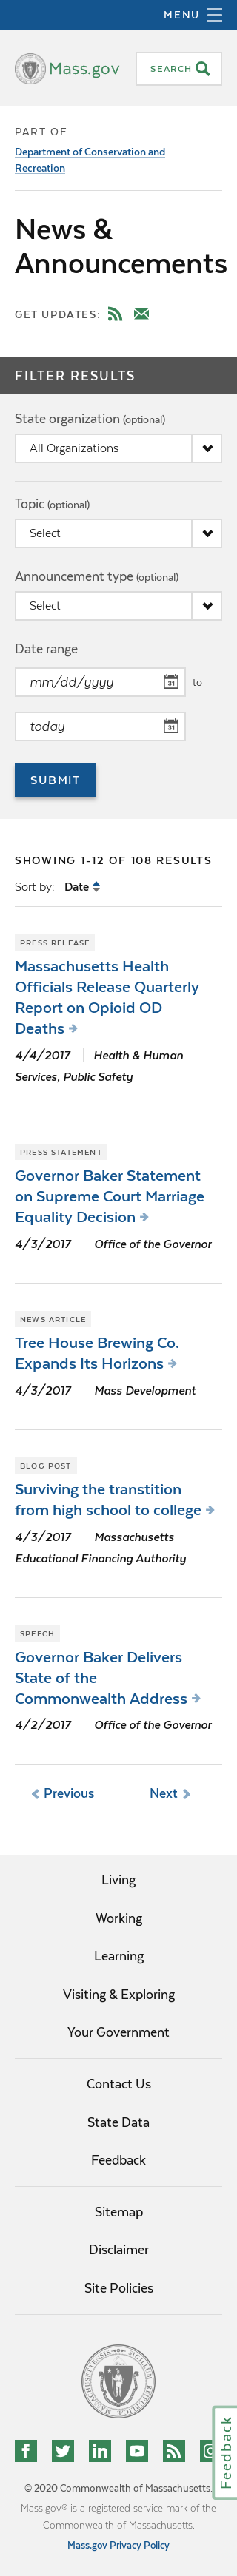 MENU
Mass.gov
SEARCH
PART OF
Department of Conservation and
Recreation
News &
Announcements
GET UPDATES:
FILTER RESULTS
State organization (optional)
All Organizations
Topic (optional)
Select
Announcement type (optional)
Select
Date range
mm/dd/yyyy
31
to
today
31
SUBMIT
SHOWING 1-12 OF 108 RESULTS
Sort by: Date
PRESS RELEASE
Massachusetts Health
Officials Release Quarterly
Report on Opioid OD
Deaths
4/4/2017 Health & Human
Services, Public Safety
PRESS STATEMENT
Governor Baker Statement
on Supreme Court Marriage
Equality Decision
4/3/2017 Office of the Governor
NEWS ARTICLE
Tree House Brewing Co.
Expands Its Horizons
4/3/2017 Mass Development
BLOG POST
Surviving the transtition
from high school to college
4/3/2017 Massachusetts
Educational Financing Authority
SPEECH
Governor Baker Delivers
State of the
Commonwealth Address
4/2/2017 Office of the Governor
Previous
Next
Living
Working
Learning
Visiting & Exploring
Your Government
Contact Us
State Data
Feedback
Sitemap
Disclaimer
Site Policies
Feedback
© 2020 Commonwealth of Massachusetts.
Mass.gov® is a registered service mark of the
Commonwealth of Massachusetts.
Mass.gov Privacy Policy